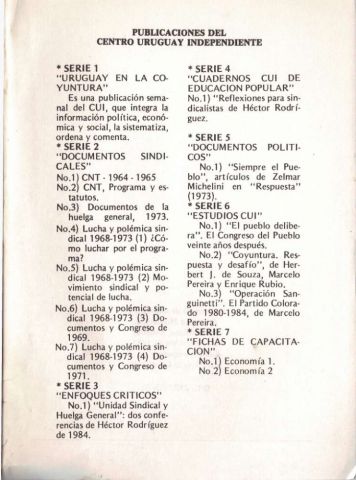 PUBLICACIONES DEL
CENTRO URUGUAY INDEPENDIENTE
* SERIE 1
"URUGUAY EN LA CO-
YUNTURA"
Es una publicación sema-
nal del CUI, que integra la
información política, econó-
mica y social, la sistematiza,
ordena y comenta.
* SERIE 2
"DOCUMENTOS SINDI-
CALES"
No.1) CNT - 1964 - 1965
No.2) CNT, Programa y es-
tatutos.
No.3) Documentos de la
huelga general, 1973.
No.4) Lucha y polémica sin-
dical 1968-1973 (1) ¿Có-
mo luchar por el progra-
ma?
No.5) Lucha y polémica sin-
dical 1968-1973 (2) Mo-
vimiento sindical y po-
tencial de lucha.
No.6) Lucha y polémica sin-
dical 1968-1973 (3) Do-
cumentos y Congreso de
1969.
No.7) Lucha y polémica sin-
dical 1968-1973 (4) Do-
cumentos y Congreso de
1971.
* SERIE 3
"ENFOQUES CRITICOS"
No.1) "Unidad Sindical y
Huelga General": dos confe-
rencias de Héctor Rodríguez
de 1984.
* SERIE 4
"CUADERNOS CUI DE
EDUCACION POPULAR"
No.1) "Reflexiones para sin-
dicalistas de Héctor Rodrí-
guez.
* SERIE 5
"DOCUMENTOS POLITI-
COS"
No.1) "Siempre el Pue-
blo", artículos de Zelmar
Michelini en "Respuesta"
(1973).
* SERIE 6
"ESTUDIOS CUI"
No.1) "El pueblo delibe-
ra". El Congreso del Pueblo
veinte años después.
No.2) "Coyuntura. Res-
puesta y desafío", de Her-
bert J. de Souza, Marcelo
Pereira y Enrique Rubio.
No.3) "Operación San-
guinetti". El Partido Colora-
do 1980-1984, de Marcelo
Pereira.
* SERIE 7
"FICHAS DE CAPACITA-
CION"
No.1) Economía 1.
No 2) Economía 2